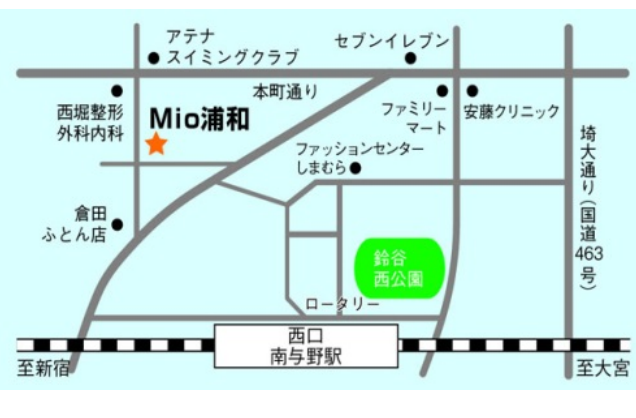 アテナ
スイミングクラブ
セブンイレブン
本町通り
西堀整形
外科内科
Mio浦和
ファミリー
マート
安藤クリニック
ファッションセンター
しまむら
埼大通り(国道463号)
倉田
ふとん店
鈴谷
西公園
ロータリー
西口
南与野駅
至新宿
至大宮